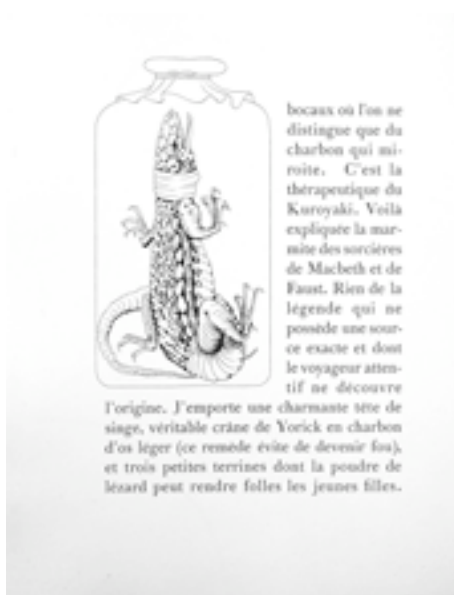 bocaux où l'on ne
distingue que du
charbon qui mi-
roite. C'est la
thérapeutique du
Kuroyaki. Voilà
expliquée la mar-
mite des sorcières
de Macbeth et de
Faust. Rien de la
légende qui ne
possède une sour-
ce exacte et dont
le voyageur atten-
tif ne découvre
l'origine. J'emporte une charmante tête de
singe, véritable crâne de Yorick en charbon
d'os léger (ce remède évite de devenir fou),
et trois petites terrines dont la poudre de
lézard peut rendre folles les jeunes filles.